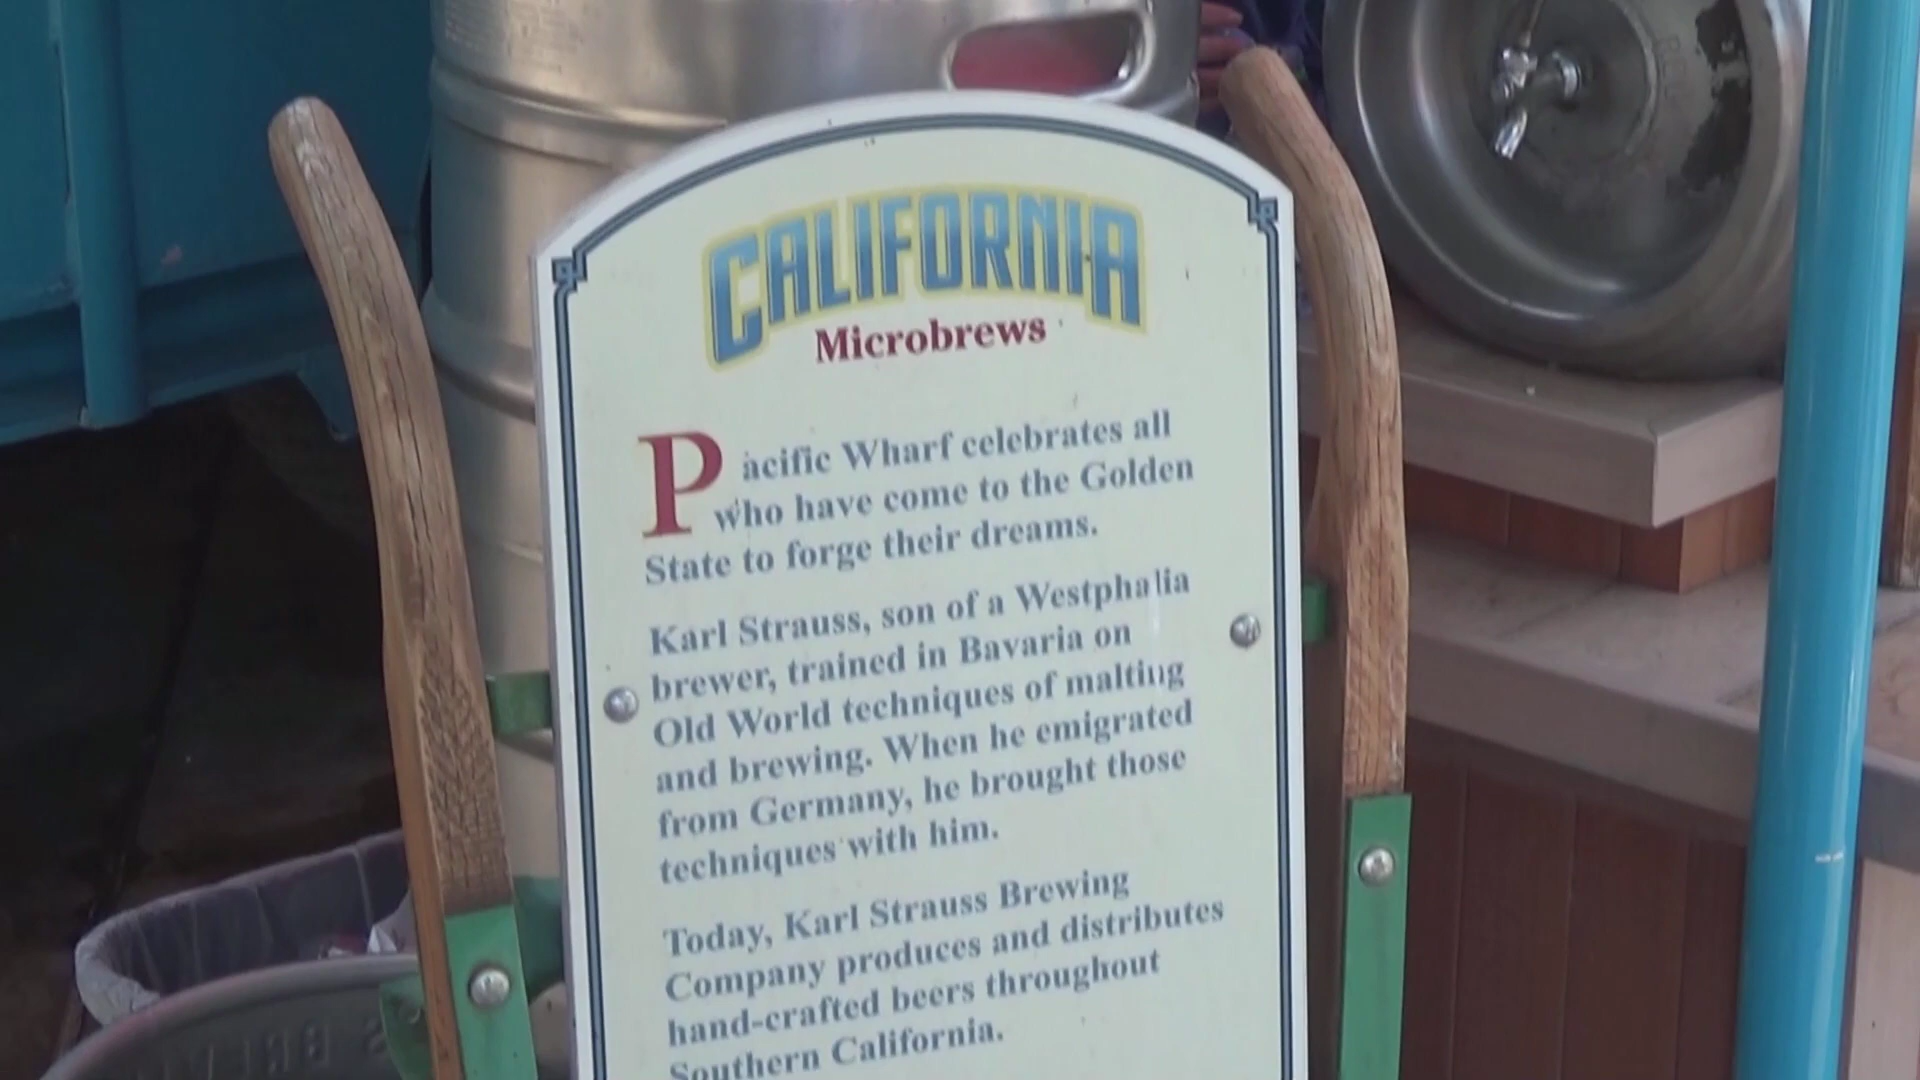 CALIFORNIA
Microbrews
Pacific Wharf celebrates all
who have come to the Golden
State to forge their dreams.
Karl Strauss, son of a Westphalia
brewer, trained in Bavaria on
Old World techniques of malting
and brewing. When he emigrated
from Germany, he brought those
techniques with him.
Today, Karl Strauss Brewing
Company produces and distributes
hand-crafted beers throughout
Southern California.